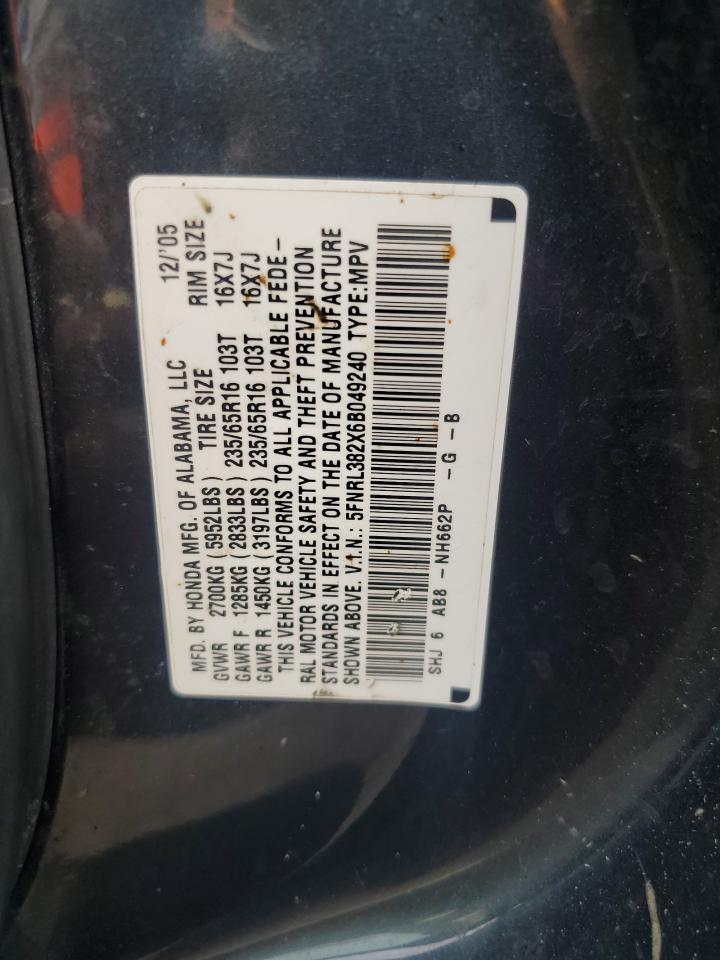 MFD. BY HONDA MFG. OF ALABAMA, LLC 12/'05
GVWR 2700KG (5952LBS) TIRE SIZE RIM SIZE
GAWR F 1285KG (2833LBS) 235/65R16 103T 16X7J
GAWR R 1450KG (3197LBS) 235/65R16 103T 16X7J
THIS VEHICLE CONFORMS TO ALL APPLICABLE FEDE-
RAL MOTOR VEHICLE SAFETY AND THEFT PREVENTION
STANDARDS IN EFFECT ON THE DATE OF MANUFACTURE
SHOWN ABOVE. V.I.N.: 5FNRL382X6B049240 TYPE:MPV
SHJ 6 AB8 -NH662P -G -B